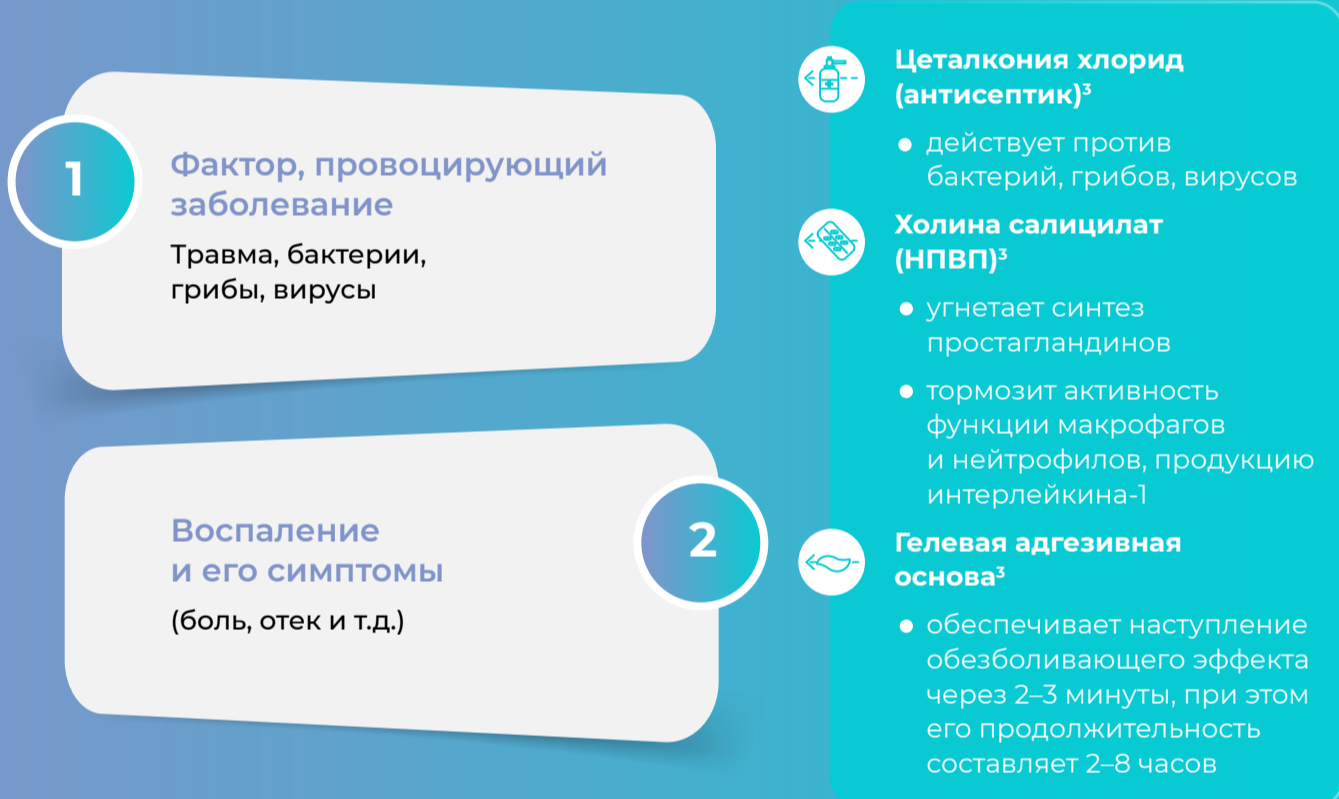 1
Фактор, провоцирующий
заболевание
Травма, бактерии,
грибы, вирусы
Воспаление
и его симптомы
(боль, отек и т.д.)
2
Цеталкония хлорид
(антисептик)³
• действует против
бактерий, грибов, вирусов
Холина салицилат
(НПВП)³
• угнетает синтез
простагландинов
• тормозит активность
функции макрофагов
и нейтрофилов, продукцию
интерлейкина-1
Гелевая адгезивная
основа³
• обеспечивает наступление
обезболивающего эффекта
через 2–3 минуты, при этом
его продолжительность
составляет 2–8 часов